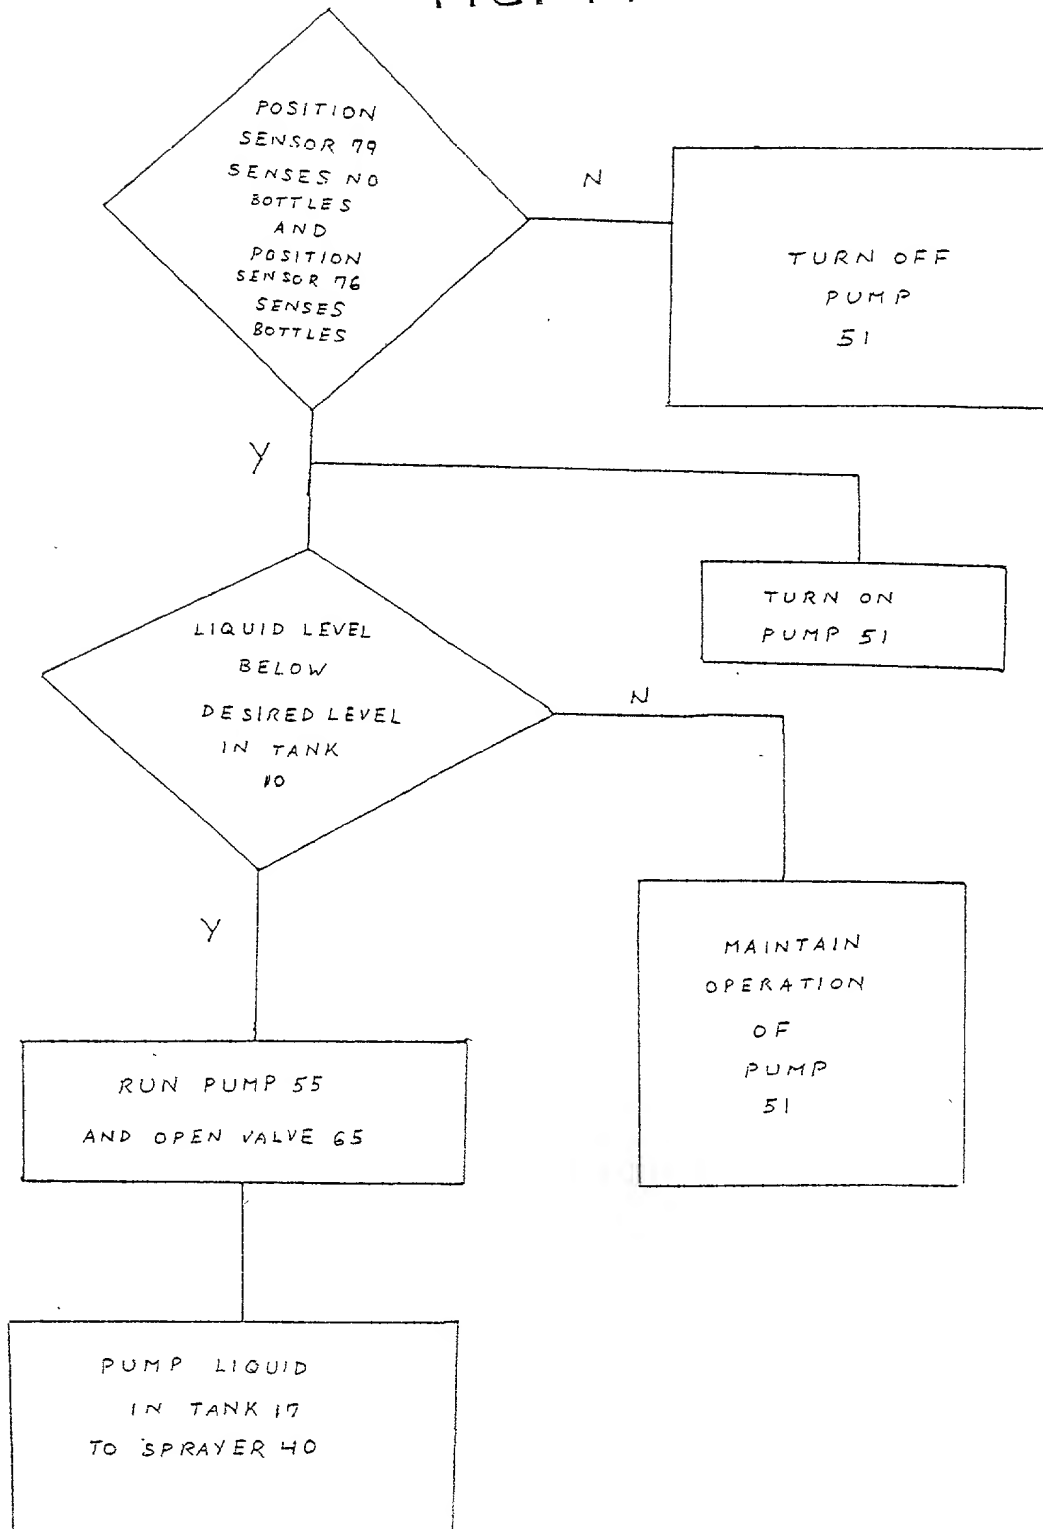 POSITION
SENSOR 79
SENSES NO
BOTTLES
AND
POSITION
SENSOR 76
SENSES
BOTTLES
N
TURN OFF
PUMP
51
Y
TURN ON
PUMP 51
LIQUID LEVEL
BELOW
DESIRED LEVEL
IN TANK
10
N
MAINTAIN
OPERATION
OF
PUMP
51
Y
RUN PUMP 55
AND OPEN VALVE 65
PUMP LIQUID
IN TANK 17
TO SPRAYER 40